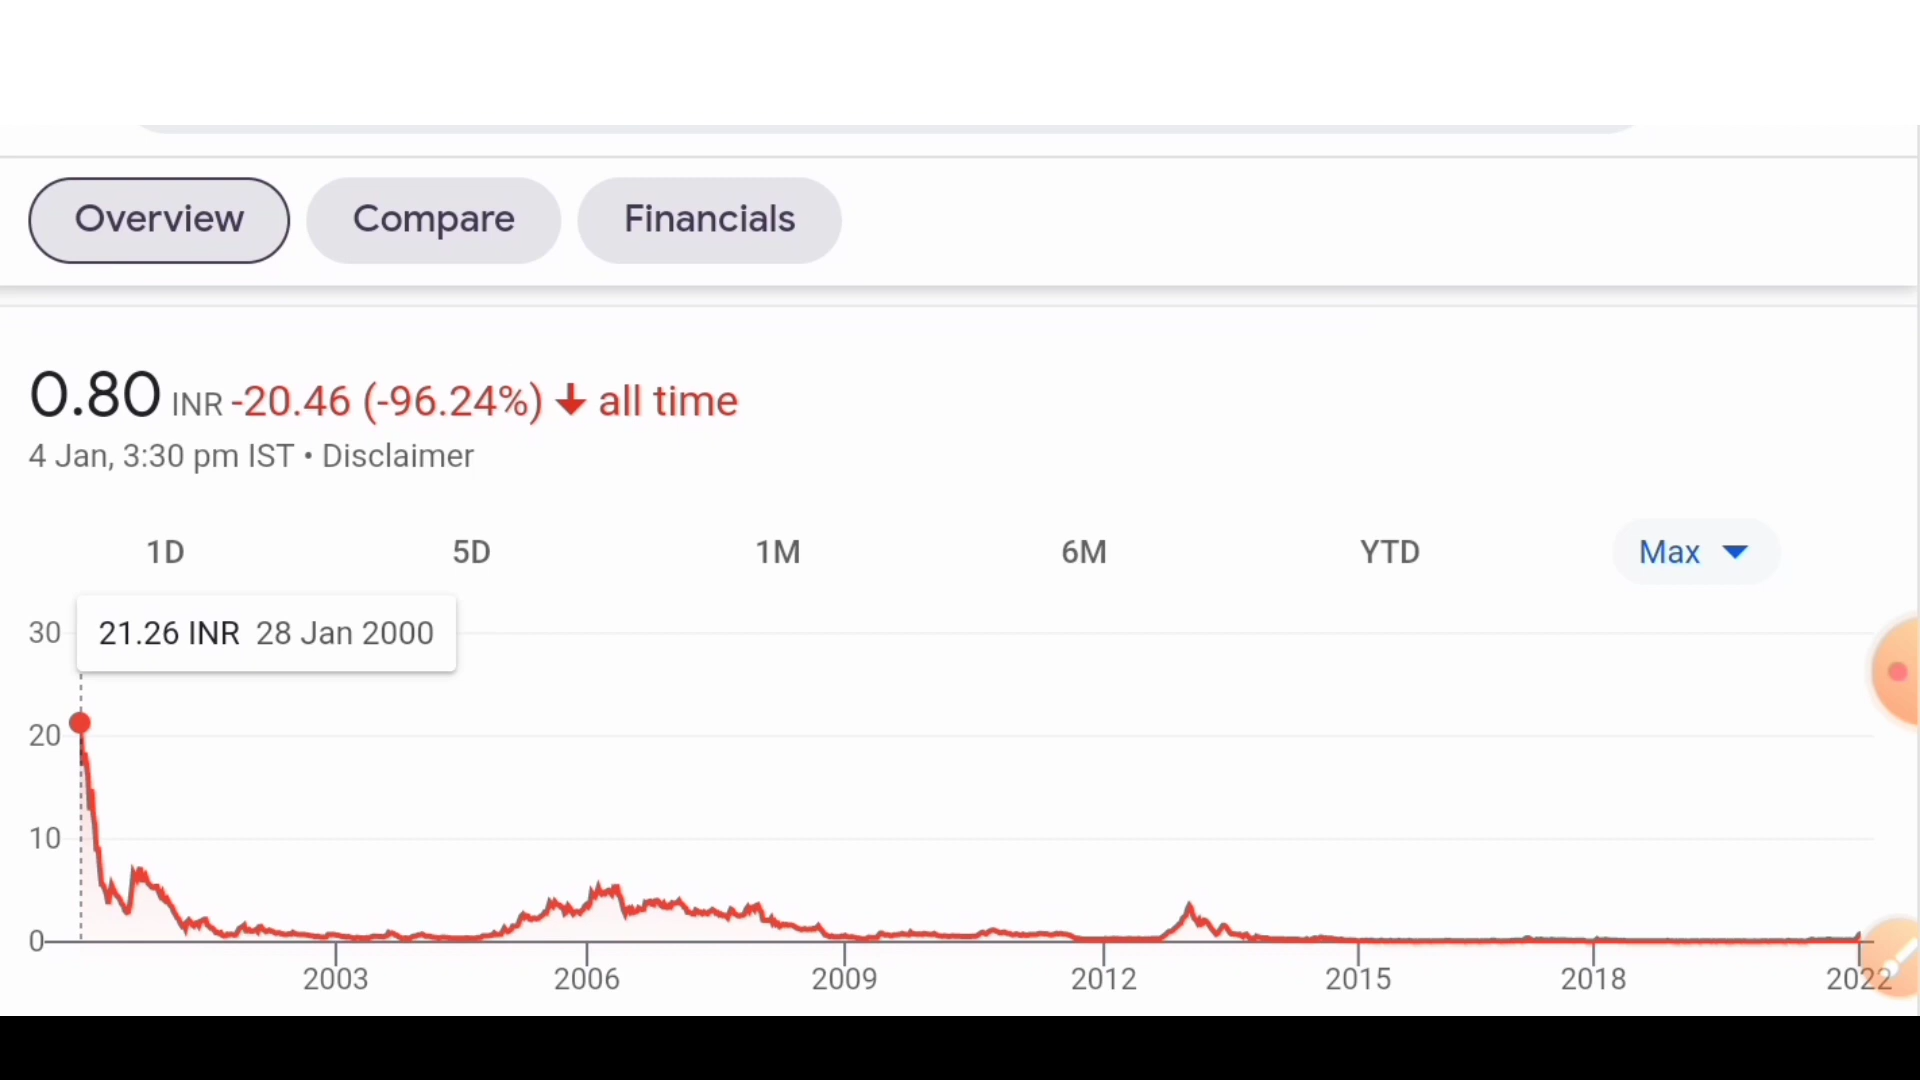 Overview Compare Financials
0.80 INR -20.46 (-96.24%) ↓ all time
4 Jan, 3:30 pm IST • Disclaimer
1D 5D 1M 6M YTD Max
30
21.26 INR 28 Jan 2000
20
10
0
2003 2006 2009 2012 2015 2018 2022